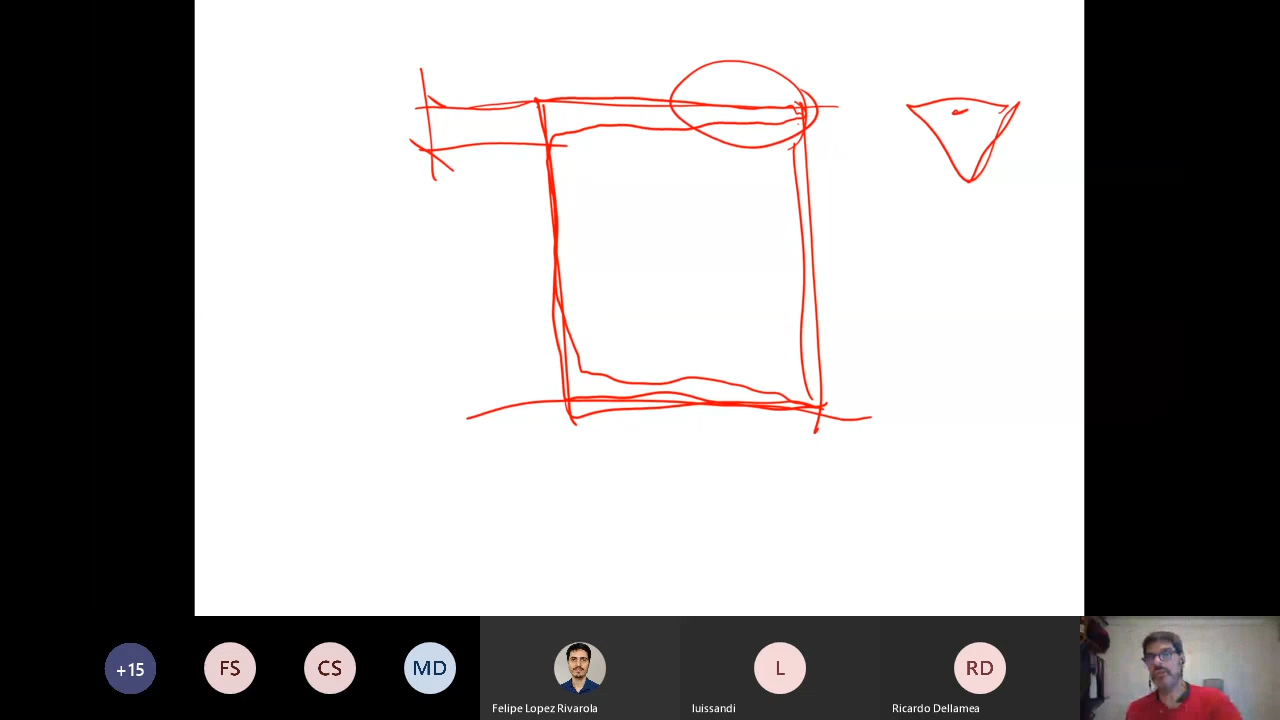 +15
FS
CS
MD
L
RD
Felipe Lopez Rivarola
luissandi
Ricardo Dellamea